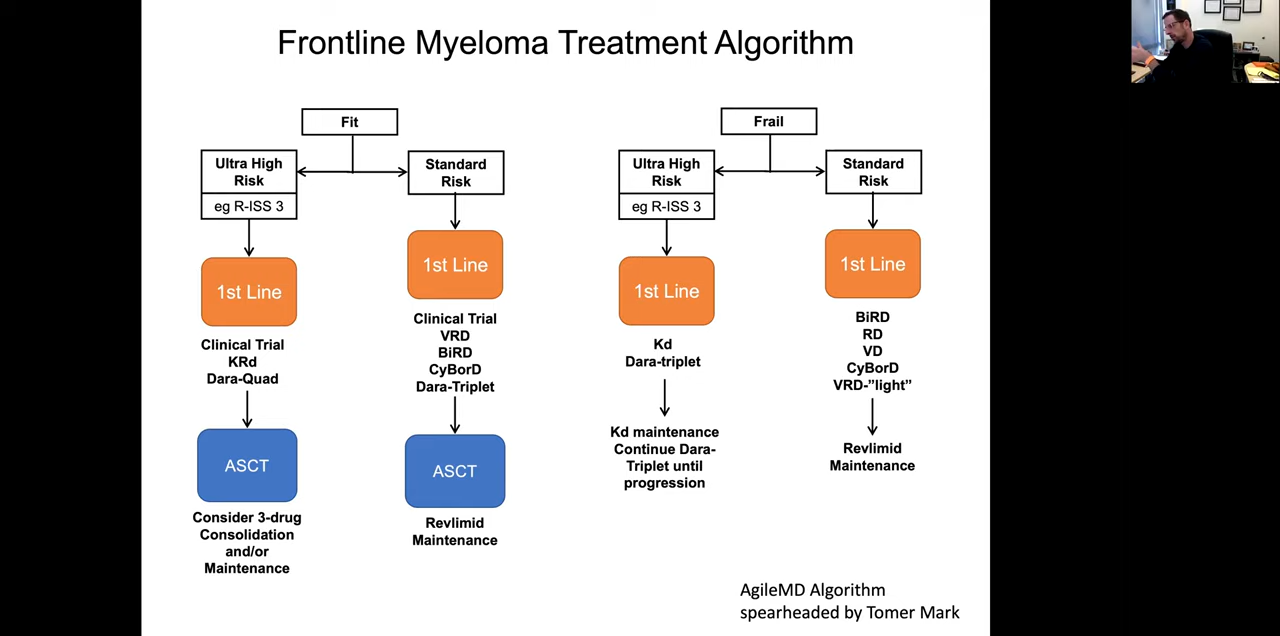 Frontline Myeloma Treatment Algorithm
Fit
Ultra High
Risk
eg R-ISS 3
Standard
Risk
1st Line
Clinical Trial
KRd
Dara-Quad
ASCT
Consider 3-drug
Consolidation
and/or
Maintenance
1st Line
Clinical Trial
VRD
BiRD
CyBorD
Dara-Triplet
ASCT
Revlimid
Maintenance
Frail
Ultra High
Risk
eg R-ISS 3
Standard
Risk
1st Line
Kd
Dara-triplet
Kd maintenance
Continue Dara-
Triplet until
progression
1st Line
BiRD
RD
VD
CyBorD
VRD-”light”
Revlimid
Maintenance
AgileMD Algorithm
spearheaded by Tomer Mark